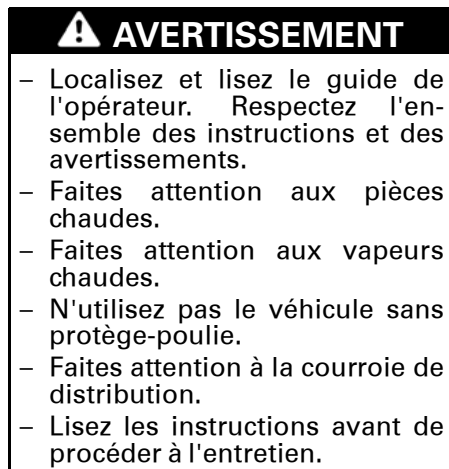 AVERTISSEMENT
– Localisez et lisez le guide de
l'opérateur. Respectez l'en-
semble des instructions et des
avertissements.
– Faites attention aux pièces
chaudes.
– Faites attention aux vapeurs
chaudes.
– N'utilisez pas le véhicule sans
protège-poulie.
– Faites attention à la courroie de
distribution.
– Lisez les instructions avant de
procéder à l'entretien.